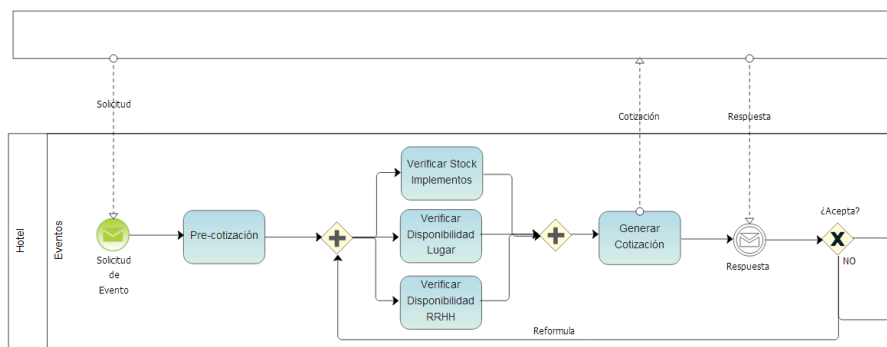 Solicitud
Cotización
Respuesta
Hotel
Eventos
Solicitud
de
Evento
Pre-cotización
Verificar Stock
Implementos
Verificar
Disponibilidad
Lugar
Verificar
Disponibilidad
RRHH
Generar
Cotización
Respuesta
¿Acepta?
NO
Reformula